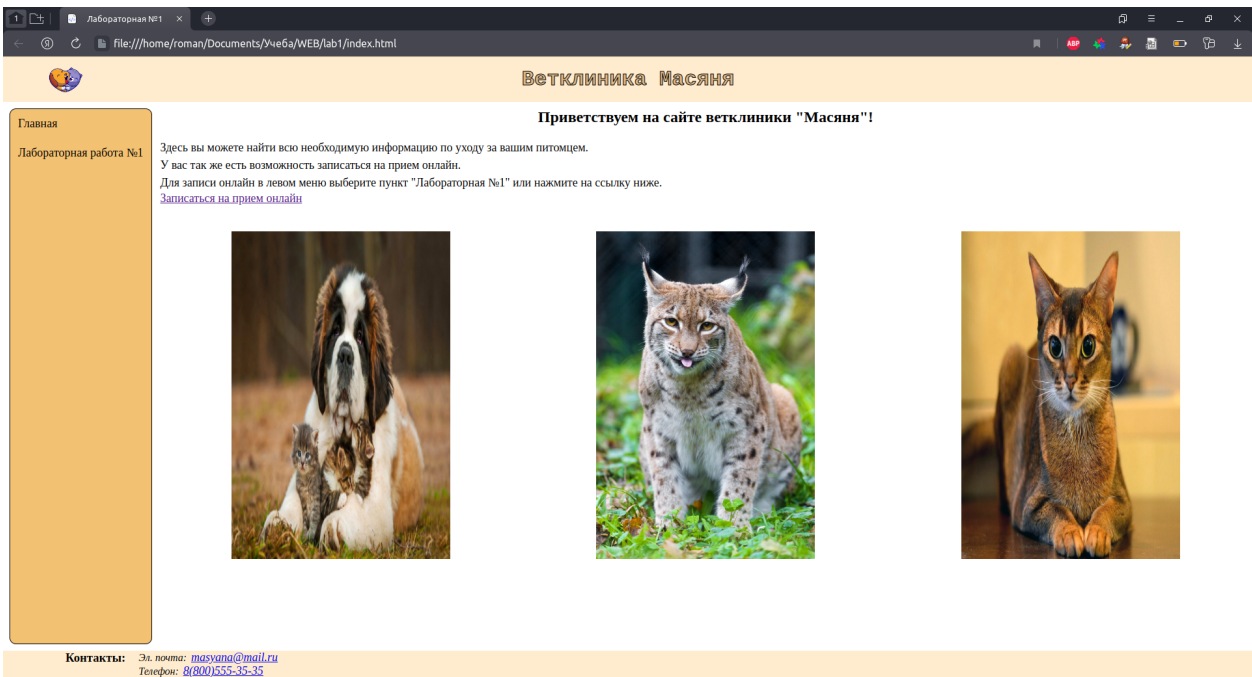 1
Лабораторная №1
file:///home/roman/Documents/Учеба/WEB/lab1/index.html
ABP
Ветклиника Масяня
Главная
Лабораторная работа №1
Приветствуем на сайте ветклиники "Масяня"!
Здесь вы можете найти всю необходимую информацию по уходу за вашим питомцем.
У вас так же есть возможность записаться на прием онлайн.
Для записи онлайн в левом меню выберите пункт "Лабораторная №1" или нажмите на ссылку ниже.
Записаться на прием онлайн
Контакты: Эл. почта: masyana@mail.ru
Телефон: 8(800)555-35-35